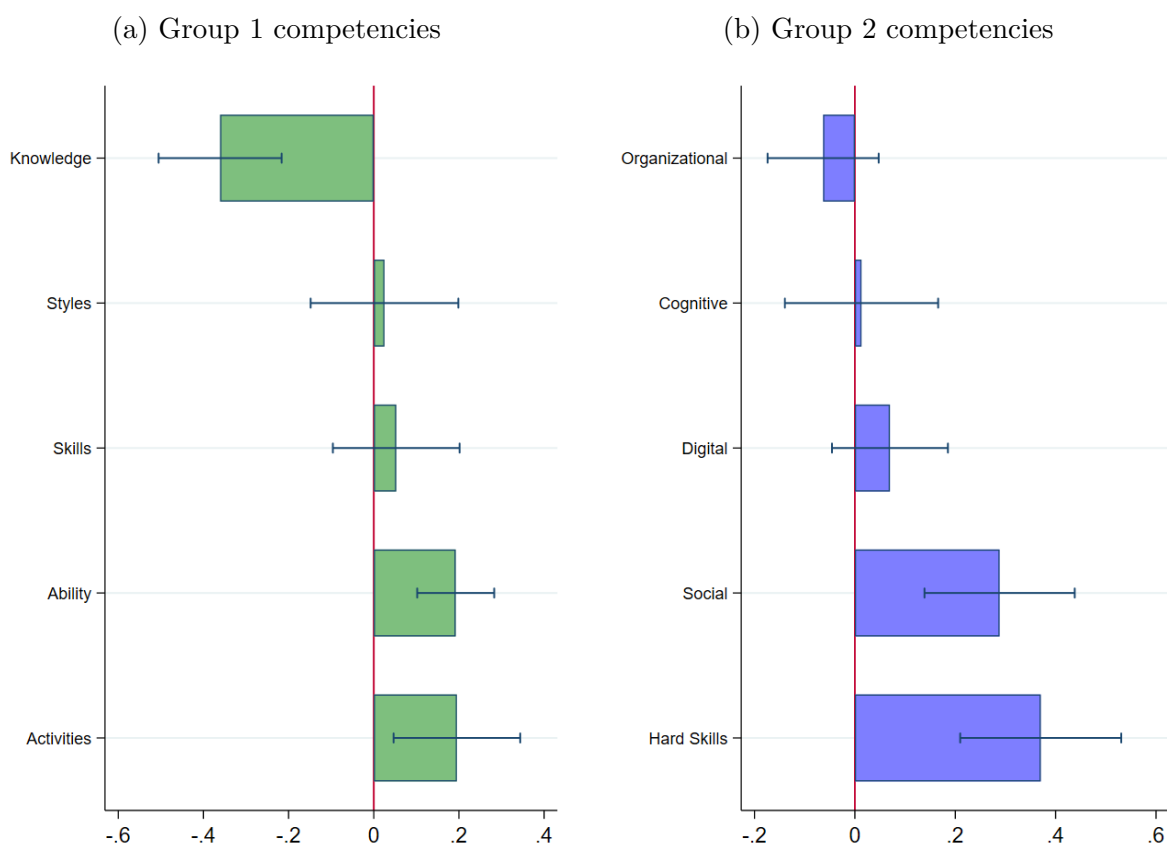 (a) Group 1 competencies
Knowledge
Styles
Skills
Ability
Activities
-.6 -.4 -.2 0 .2 .4
(b) Group 2 competencies
Organizational
Cognitive
Digital
Social
Hard Skills
-.2 0 .2 .4 .6